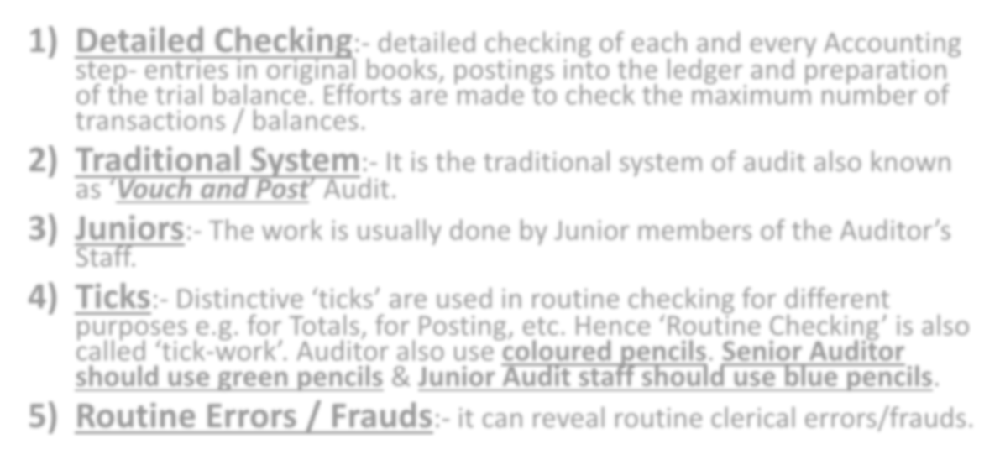 1) Detailed Checking:- detailed checking of each and every Accounting
step- entries in original books, postings into the ledger and preparation
of the trial balance. Efforts are made to check the maximum number of
transactions / balances.
2) Traditional System:- It is the traditional system of audit also known
as ‘Vouch and Post’ Audit.
3) Juniors:- The work is usually done by Junior members of the Auditor’s
Staff.
4) Ticks:- Distinctive ‘ticks’ are used in routine checking for different
purposes e.g. for Totals, for Posting, etc. Hence ‘Routine Checking’ is also
called ‘tick-work’. Auditor also use coloured pencils. Senior Auditor
should use green pencils & Junior Audit staff should use blue pencils.
5) Routine Errors / Frauds:- it can reveal routine clerical errors/frauds.